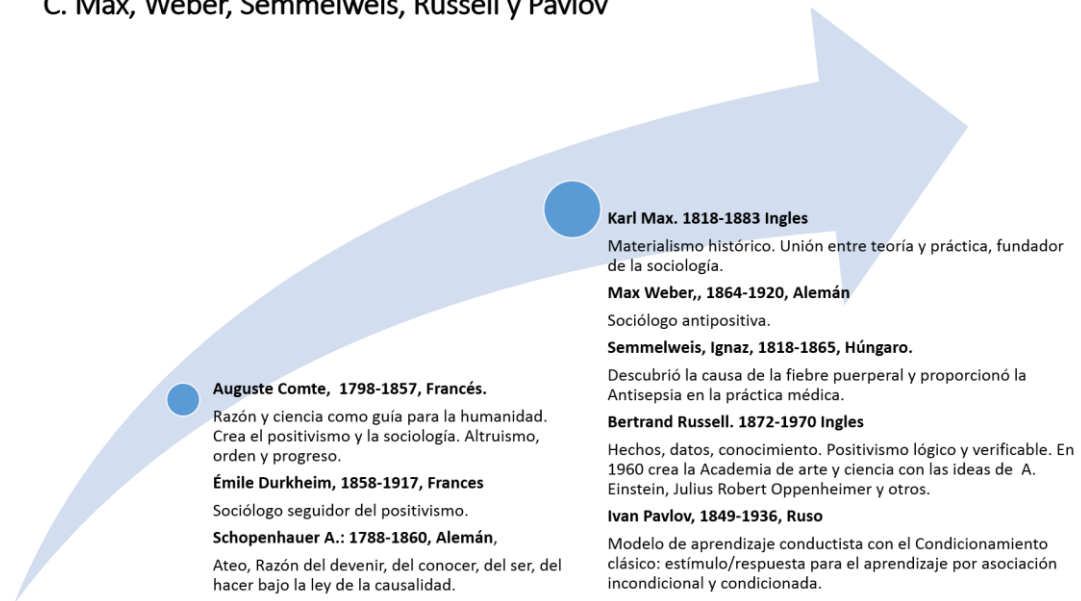 C. Max, Weber, Semmelweis, Russell y Pavlov
Auguste Comte, 1798-1857, Francés.
Razón y ciencia como guía para la humanidad.
Crea el positivismo y la sociología. Altruismo,
orden y progreso.
Émile Durkheim, 1858-1917, Frances
Sociólogo seguidor del positivismo.
Schopenhauer A.: 1788-1860, Alemán,
Ateo, Razón del devenir, del conocer, del ser, del
hacer bajo la ley de la causalidad.
Karl Max. 1818-1883 Ingles
Materialismo histórico. Unión entre teoría y práctica, fundador
de la sociología.
Max Weber,, 1864-1920, Alemán
Sociólogo antipositiva.
Semmelweis, Ignaz, 1818-1865, Húngaro.
Descubrió la causa de la fiebre puerperal y proporcionó la
Antisepsia en la práctica médica.
Bertrand Russell. 1872-1970 Ingles
Hechos, datos, conocimiento. Positivismo lógico y verificable. En
1960 crea la Academia de arte y ciencia con las ideas de A.
Einstein, Julius Robert Oppenheimer y otros.
Ivan Pavlov, 1849-1936, Ruso
Modelo de aprendizaje conductista con el Condicionamiento
clásico: estímulo/respuesta para el aprendizaje por asociación
incondicional y condicionada.